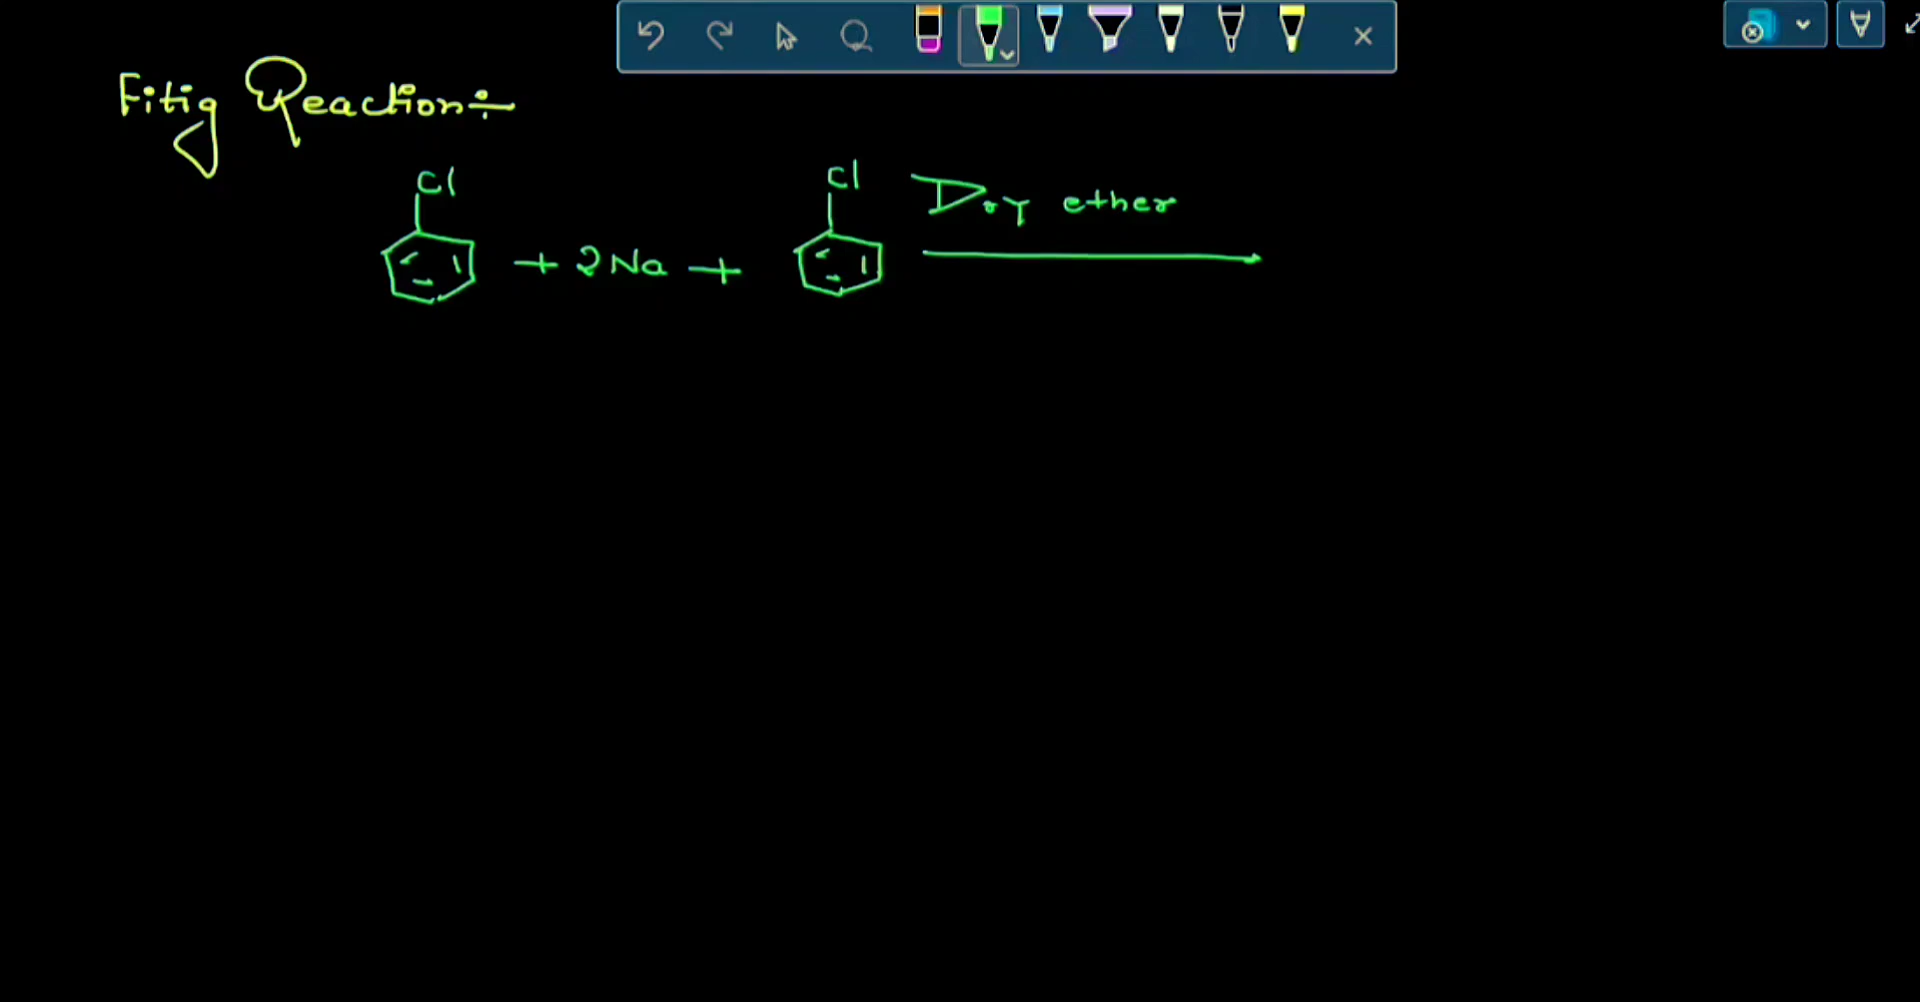 Fitig Reaction:-
Cl Cl Dry ether
+ 2Na +